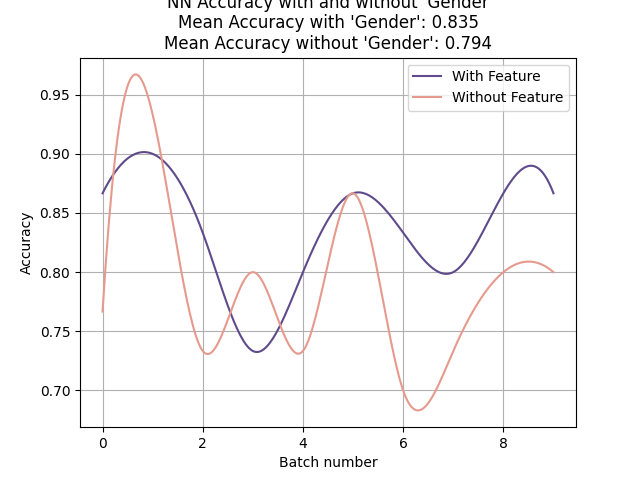 NN Accuracy with and without 'Gender'
Mean Accuracy with 'Gender': 0.835
Mean Accuracy without 'Gender': 0.794
With Feature
Without Feature
Accuracy
0.95
0.90
0.85
0.80
0.75
0.70
0 2 4 6 8
Batch number